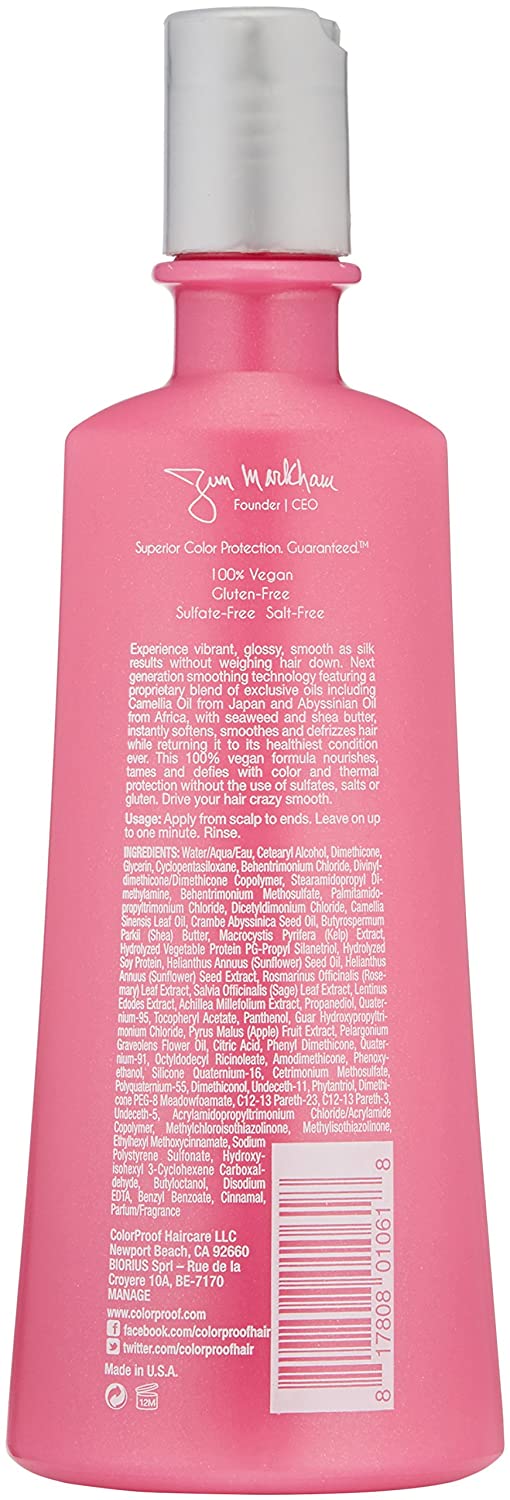 Jim Markham
Founder | CEO
Superior Color Protection. Guaranteed.™
100% Vegan
Gluten-Free
Sulfate-Free Salt-Free
Experience vibrant, glossy, smooth as silk
results without weighing hair down. Next
generation smoothing technology featuring a
proprietary blend of exclusive oils including
Camellia Oil from Japan and Abyssinian Oil
from Africa, with seaweed and shea butter,
instantly softens, smoothes and defrizzes hair
while returning it to its healthiest condition
ever. This 100% vegan formula nourishes,
tames and defies with color and thermal
protection without the use of sulfates, salts or
gluten. Drive your hair crazy smooth.
Usage: Apply from scalp to ends. Leave on up
to one minute. Rinse.
INGREDIENTS: Water/Aqua/Eau, Cetearyl Alcohol, Dimethicone,
Glycerin, Cyclopentasiloxane, Behentrimonium Chloride, Divinyl-
dimethicone/Dimethicone Copolymer, Stearamidopropyl Di-
methylamine, Behentrimonium Methosulfate, Palmitamido-
propyltrimonium Chloride, Dicetyldimonium Chloride, Camellia
Sinensis Leaf Oil, Crambe Abyssinica Seed Oil, Butyrospermum
Parkii (Shea) Butter, Macrocystis Pyrifera (Kelp) Extract,
Hydrolyzed Vegetable Protein PG-Propyl Silanetriol, Hydrolyzed
Soy Protein, Helianthus Annuus (Sunflower) Seed Oil, Helianthus
Annuus (Sunflower) Seed Extract, Rosmarinus Officinalis (Rose-
mary) Leaf Extract, Salvia Officinalis (Sage) Leaf Extract, Lentinus
Edodes Extract, Achillea Millefolium Extract, Propanediol, Quater-
nium-95, Tocopheryl Acetate, Panthenol, Guar Hydroxypropyltri-
monium Chloride, Pyrus Malus (Apple) Fruit Extract, Pelargonium
Graveolens Flower Oil, Citric Acid, Phenyl Dimethicone, Quater-
nium-91, Octyldodecyl Ricinoleate, Amodimethicone, Phenoxy-
ethanol, Silicone Quaternium-16, Cetrimonium Methosulfate,
Polyquaternium-55, Dimethiconol, Undeceth-11, Phytantriol, Dimethi-
cone PEG-8 Meadowfoamate, C12-13 Pareth-23, C12-13 Pareth-3,
Undeceth-5, Acrylamidopropyltrimonium Chloride/Acrylamide
Copolymer, Methylchloroisothiazolinone, Methylisothiazolinone,
Ethylhexyl Methoxycinnamate, Sodium
Polystyrene Sulfonate, Hydroxy-
isohexyl 3-Cyclohexene Carboxal-
dehyde, Butyloctanol, Disodium
EDTA, Benzyl Benzoate, Cinnamal,
Parfum/Fragrance
ColorProof Haircare LLC
Newport Beach, CA 92660
BIORIUS Sprl – Rue de la
Croyere 10A, BE-7170
MANAGE
www.colorproof.com
f facebook.com/colorproofhair
twitter.com/colorproofhair
Made in U.S.A.
12M
8 17808 01061 8